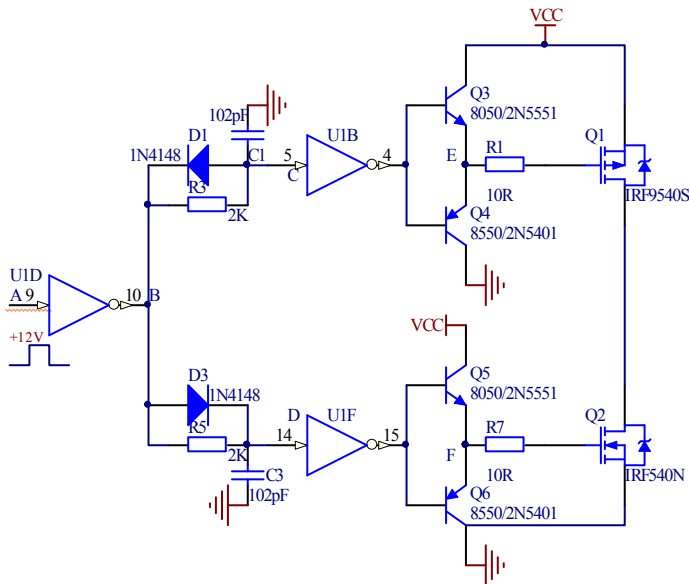 VCC
102pF
U1B
Q3
8050/2N5551
D1
1N4148
C1
5
C
4
E
R1
10R
Q1
IRF9540S
R3
2K
Q4
8550/2N5401
U1D
A 9
10 B
+12V
VCC
Q5
8050/2N5551
D3
1N4148
D
U1F
14
15
R5
2K
C3
102pF
F
R7
10R
Q2
IRF540N
Q6
8550/2N5401